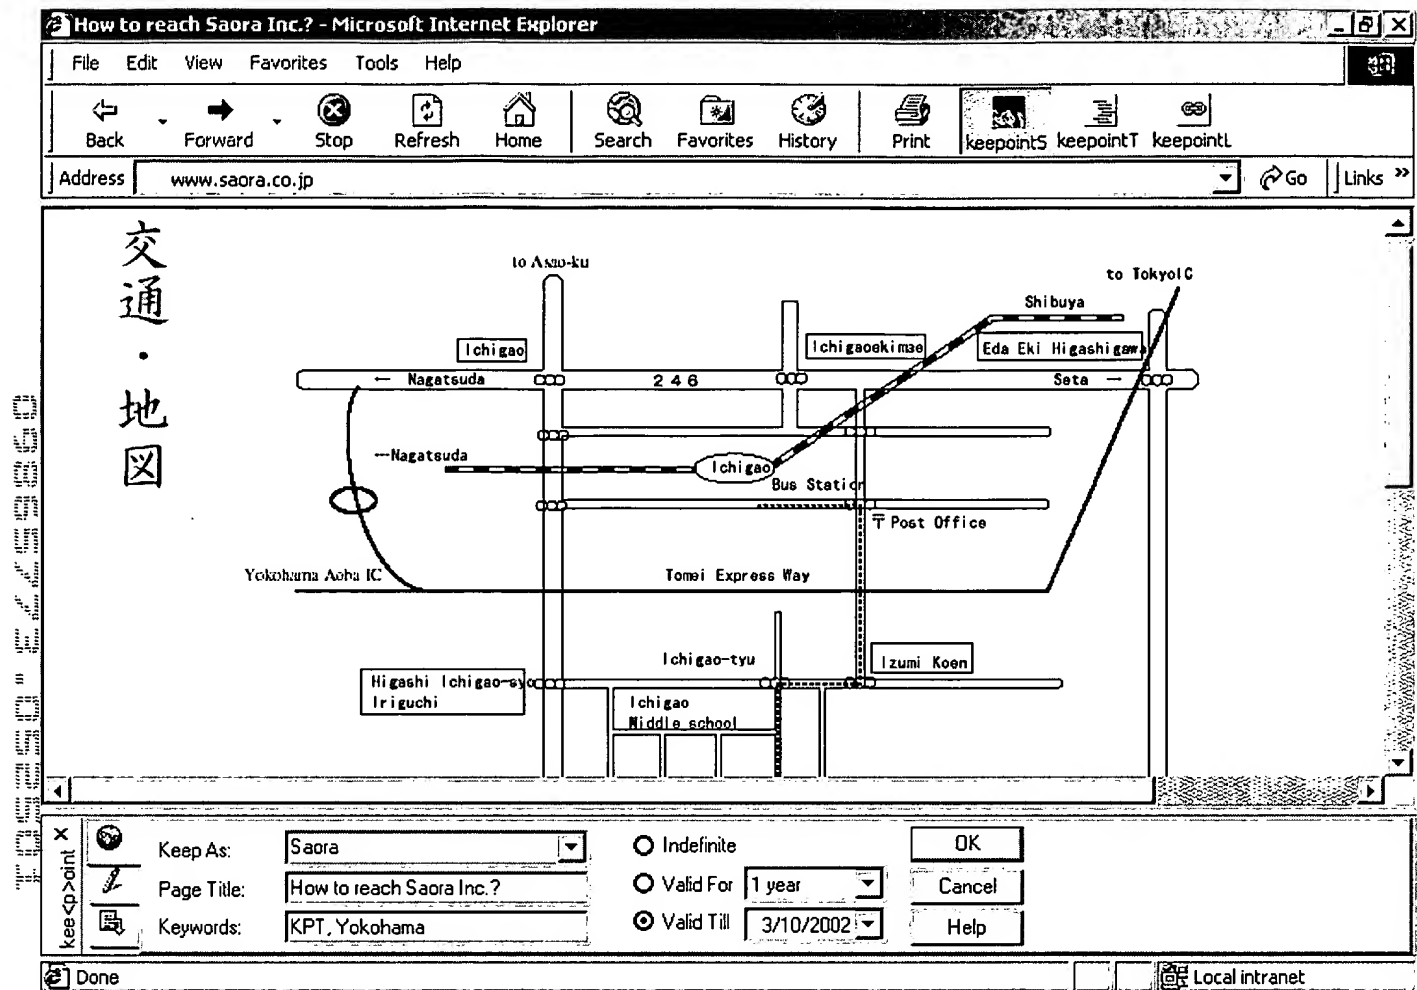 How to reach Saora Inc.? - Microsoft Internet Explorer
File Edit View Favorites Tools Help
Back Forward Stop Refresh Home Search Favorites History Print keepointS keepointT keepointL
Address www.saora.co.jp Go Links »
交通・地図
to Asao-ku
to TokyoIC
Shibuya
Ichigao
Ichigaoekimae
Eda Eki Higashigawa
← Nagatsuda
246
Seta →
←Nagatsuda
Ichigao
Bus Station
〒Post Office
Yokohama Aoba IC
Tomei Express Way
Ichigao-tyu
Izumi Koen
Higashi Ichigao-syo
Iriguchi
Ichigao
Middle school
kee<p>oint
Keep As: Saora
Page Title: How to reach Saora Inc.?
Keywords: KPT, Yokohama
Indefinite
Valid For 1 year
Valid Till 3/10/2002
OK
Cancel
Help
Done
Local intranet